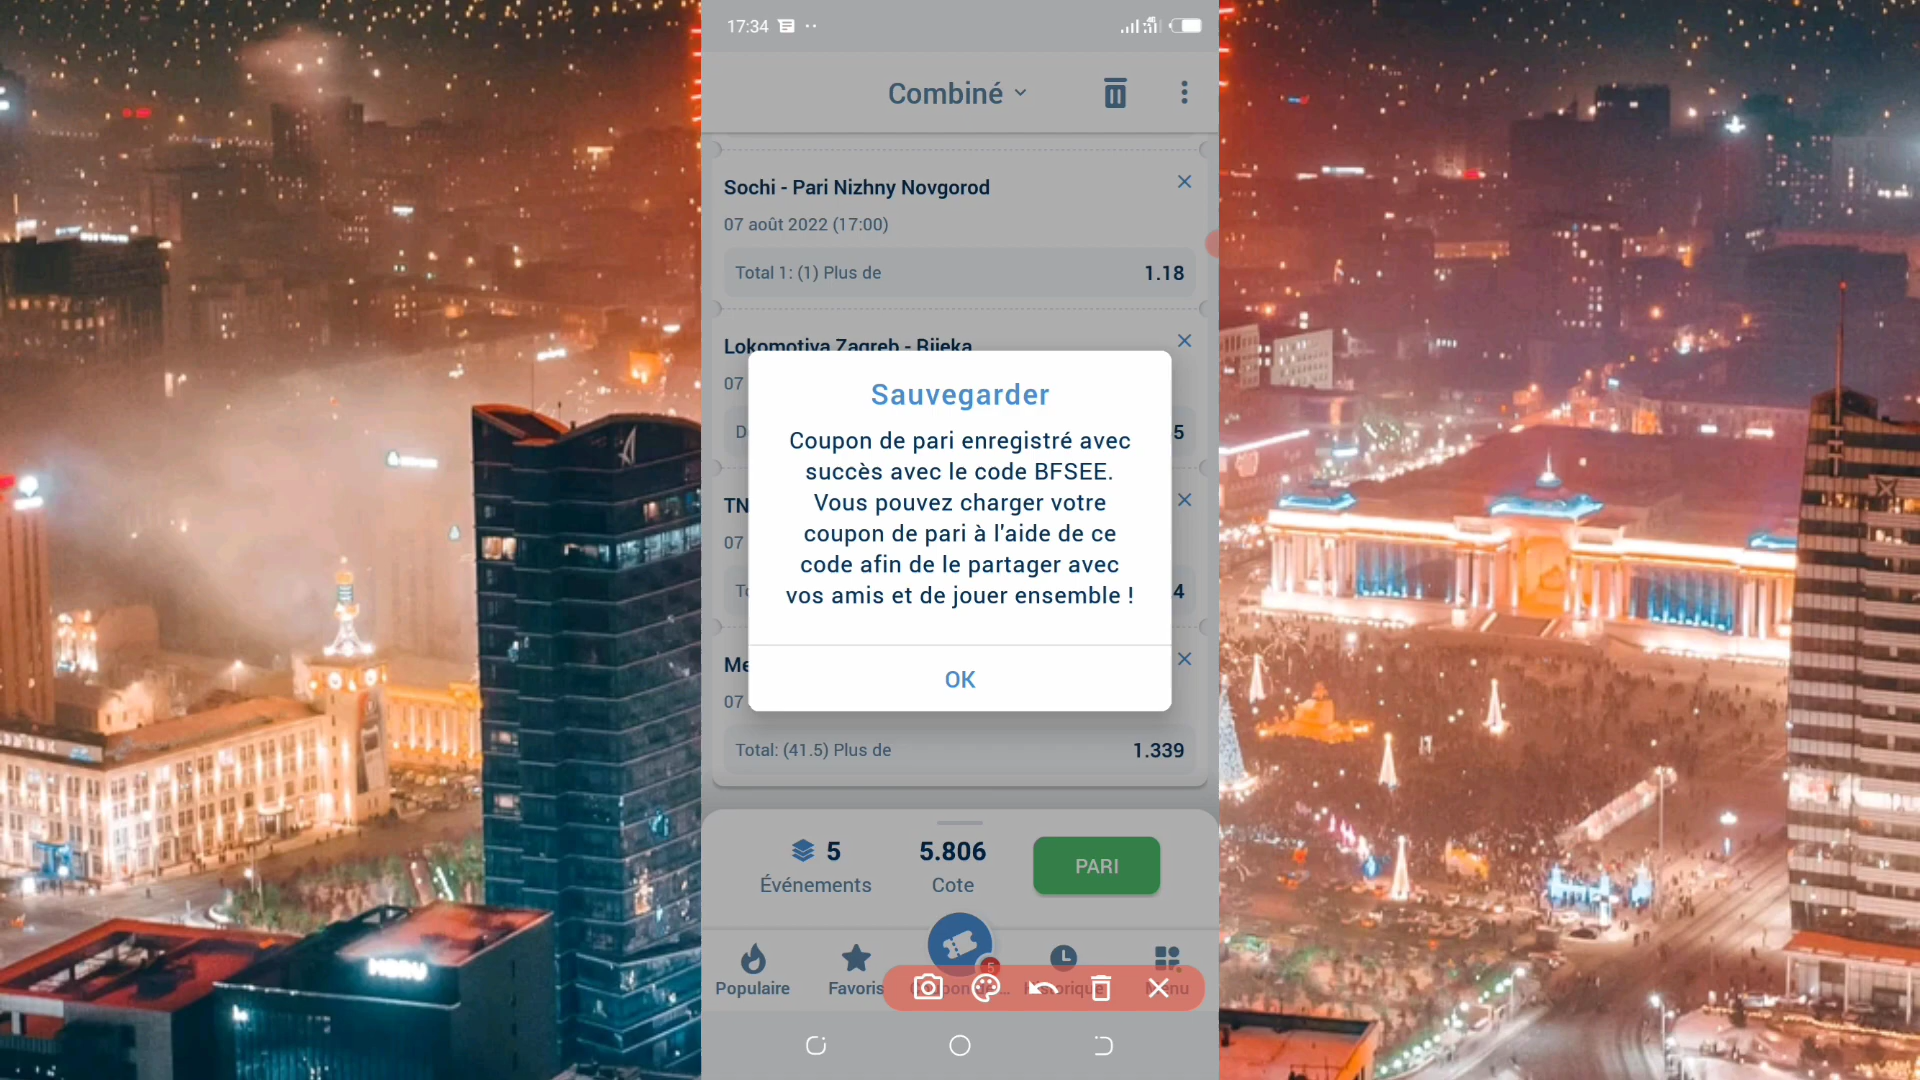 17:34
Combiné
Sochi - Pari Nizhny Novgorod
07 août 2022 (17:00)
Total 1: (1) Plus de
1.18
Lokomotiva Zagreb - Rijeka
07
5
TN
07
4
Me
07
Total: (41.5) Plus de
1.339
Sauvegarder
Coupon de pari enregistré avec
succès avec le code BFSEE.
Vous pouvez charger votre
coupon de pari à l'aide de ce
code afin de le partager avec
vos amis et de jouer ensemble !
OK
5
Événements
5.806
Cote
PARI
5
Populaire
Favoris